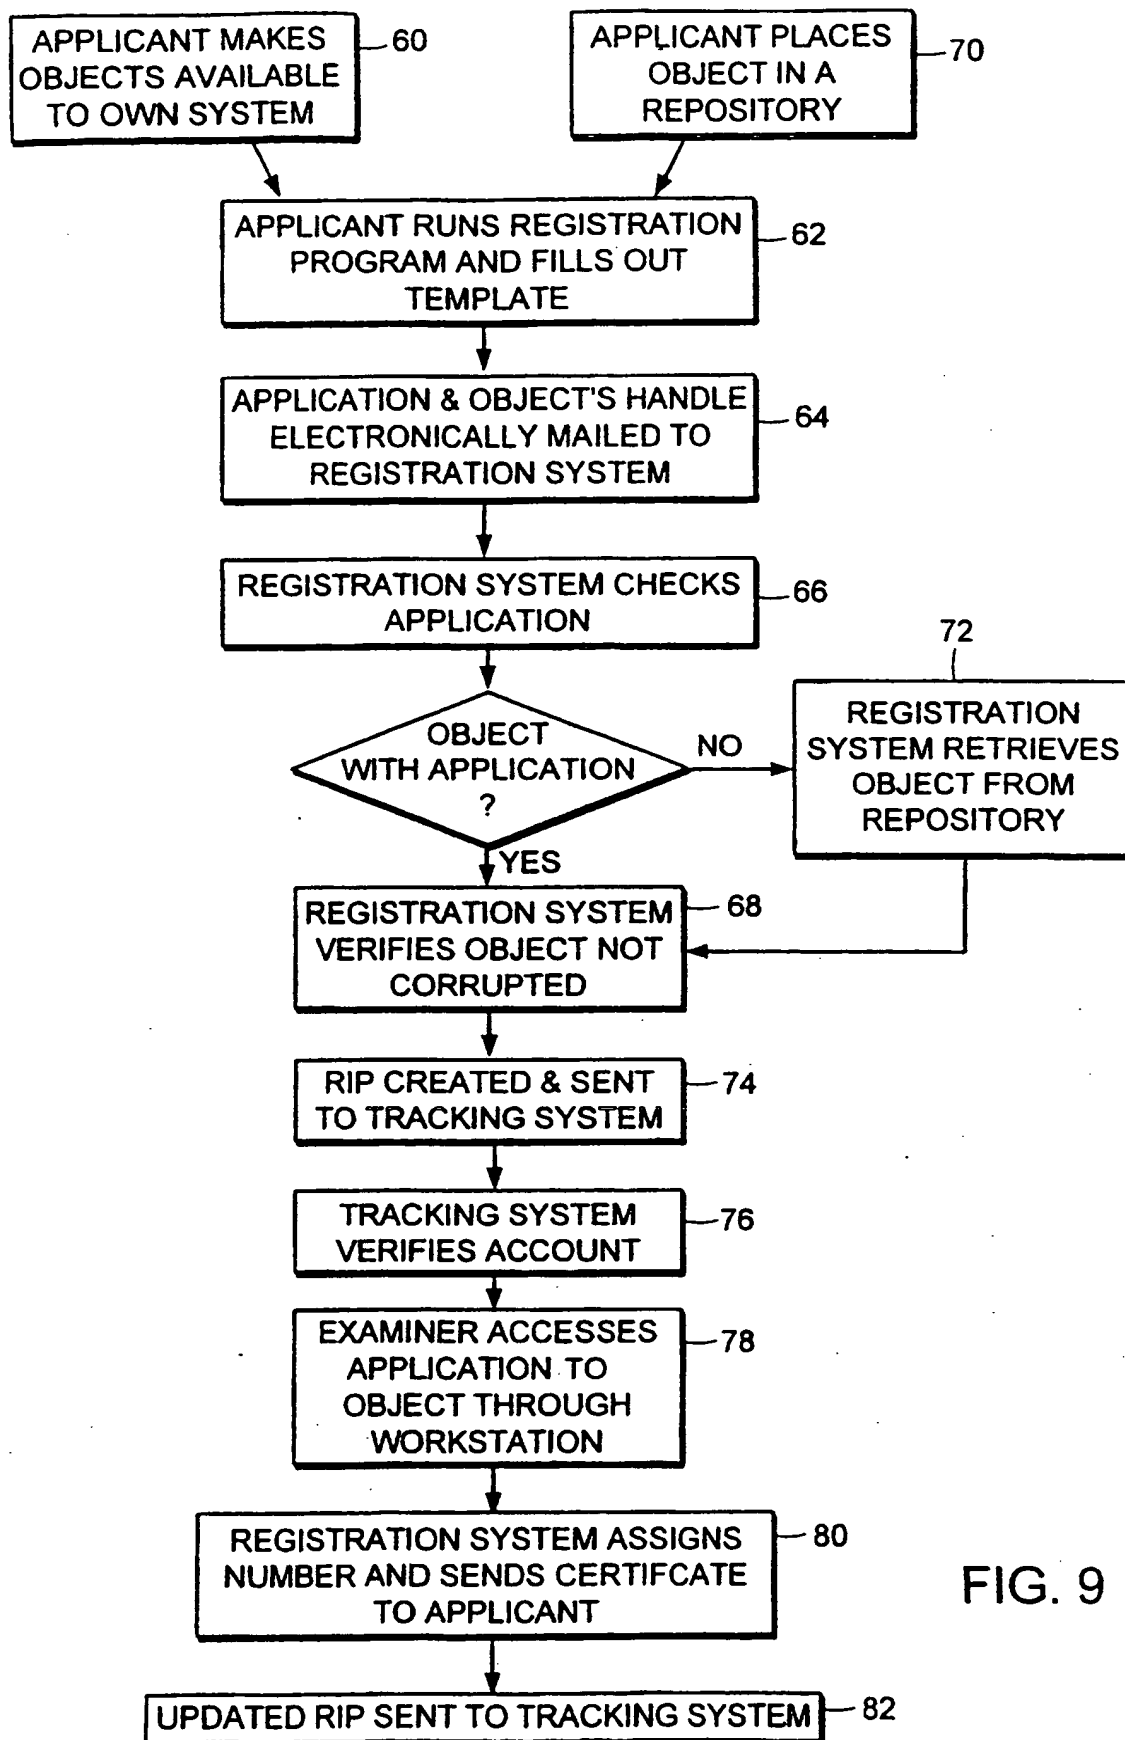 APPLICANT MAKES
OBJECTS AVAILABLE
TO OWN SYSTEM
60
APPLICANT PLACES
OBJECT IN A
REPOSITORY
70
APPLICANT RUNS REGISTRATION
PROGRAM AND FILLS OUT
TEMPLATE
62
APPLICATION & OBJECT'S HANDLE
ELECTRONICALLY MAILED TO
REGISTRATION SYSTEM
64
REGISTRATION SYSTEM CHECKS
APPLICATION
66
OBJECT
WITH APPLICATION
?
NO
72
REGISTRATION
SYSTEM RETRIEVES
OBJECT FROM
REPOSITORY
YES
REGISTRATION SYSTEM
VERIFIES OBJECT NOT
CORRUPTED
68
RIP CREATED & SENT
TO TRACKING SYSTEM
74
TRACKING SYSTEM
VERIFIES ACCOUNT
76
EXAMINER ACCESSES
APPLICATION TO
OBJECT THROUGH
WORKSTATION
78
REGISTRATION SYSTEM ASSIGNS
NUMBER AND SENDS CERTIFCATE
TO APPLICANT
80
FIG. 9
UPDATED RIP SENT TO TRACKING SYSTEM
82